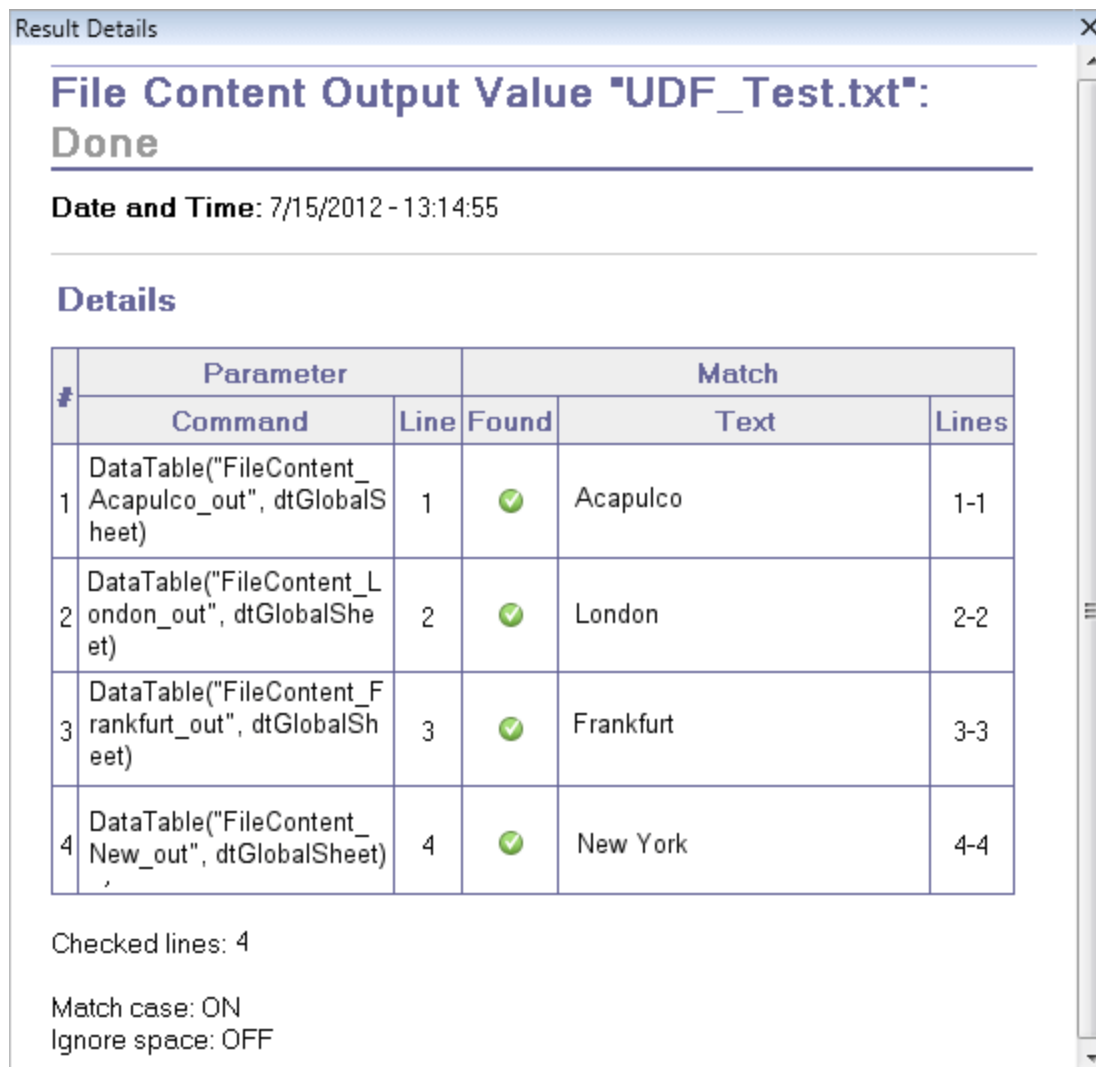 Result Details
File Content Output Value "UDF_Test.txt":
Done
Date and Time: 7/15/2012 - 13:14:55
Details
# Parameter Match
Command Line Found Text Lines
1 DataTable("FileContent_
Acapulco_out", dtGlobalS
heet) 1 Acapulco 1-1
2 DataTable("FileContent_L
ondon_out", dtGlobalShe
et) 2 London 2-2
3 DataTable("FileContent_F
rankfurt_out", dtGlobalSh
eet) 3 Frankfurt 3-3
4 DataTable("FileContent_
New_out", dtGlobalSheet) 4 New York 4-4
Checked lines: 4
Match case: ON
Ignore space: OFF